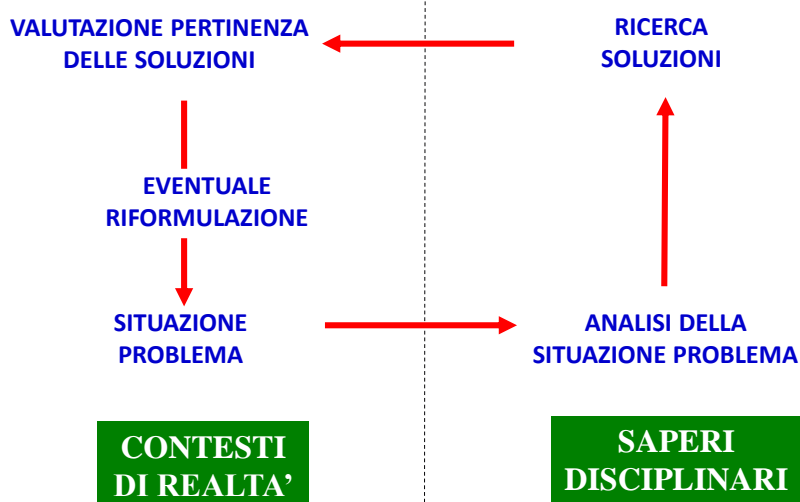 VALUTAZIONE PERTINENZA
DELLE SOLUZIONI
RICERCA
SOLUZIONI
EVENTUALE
RIFORMULAZIONE
SITUAZIONE
PROBLEMA
ANALISI DELLA
SITUAZIONE PROBLEMA
CONTESTI
DI REALTA’
SAPERI
DISCIPLINARI